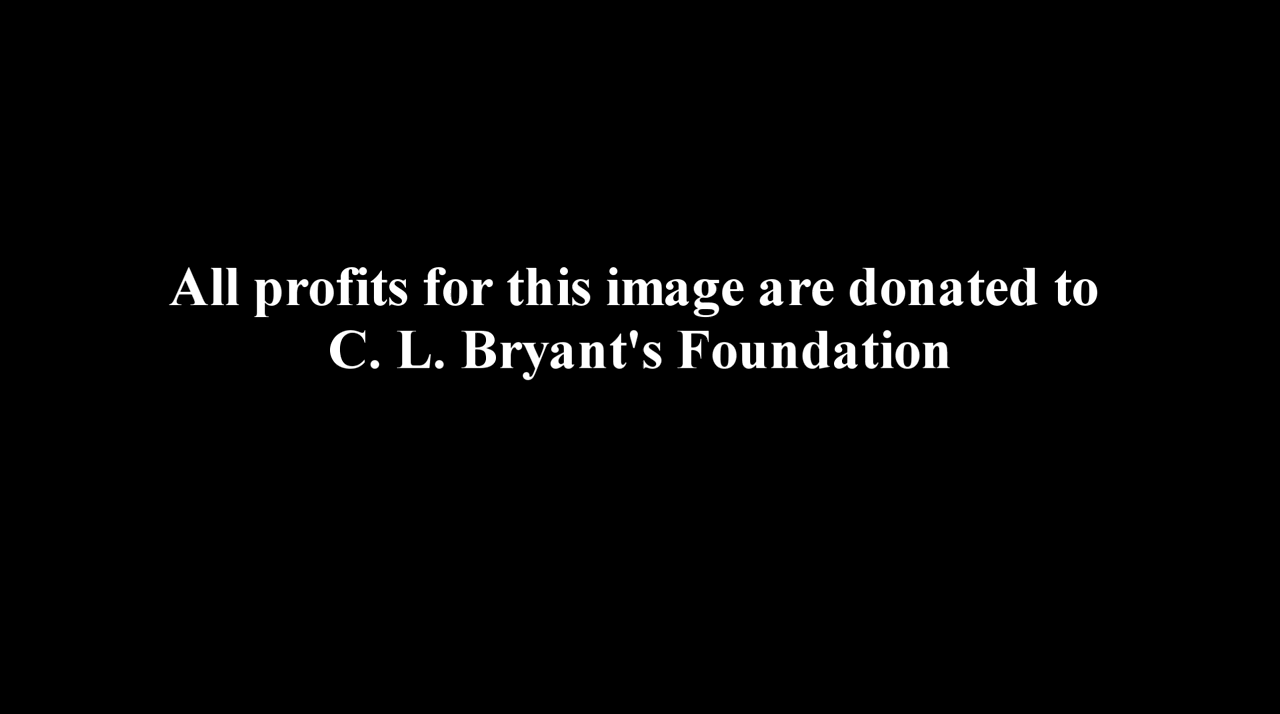 All profits for this image are donated to
C. L. Bryant's Foundation